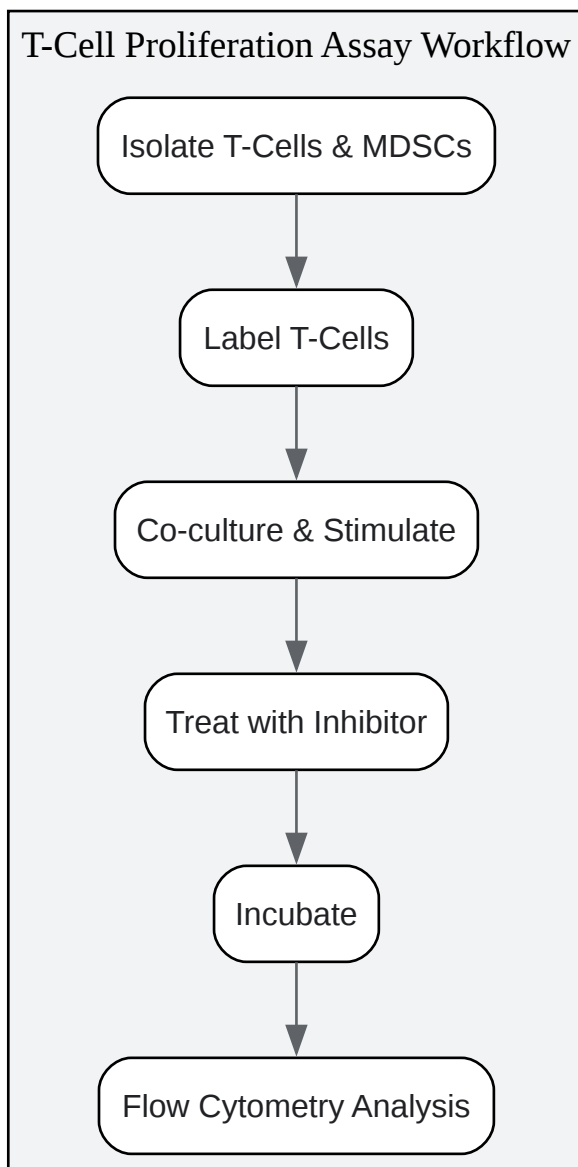 T-Cell Proliferation Assay Workflow
Isolate T-Cells & MDSCs
Label T-Cells
Co-culture & Stimulate
Treat with Inhibitor
Incubate
Flow Cytometry Analysis